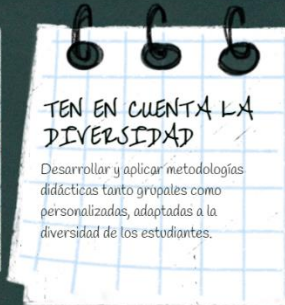 TEN EN CUENTA LA
DIVERSIDAD
Desarrollar y aplicar metodologías
didácticas tanto grupales como
personalizadas, adaptadas a la
diversidad de los estudiantes.